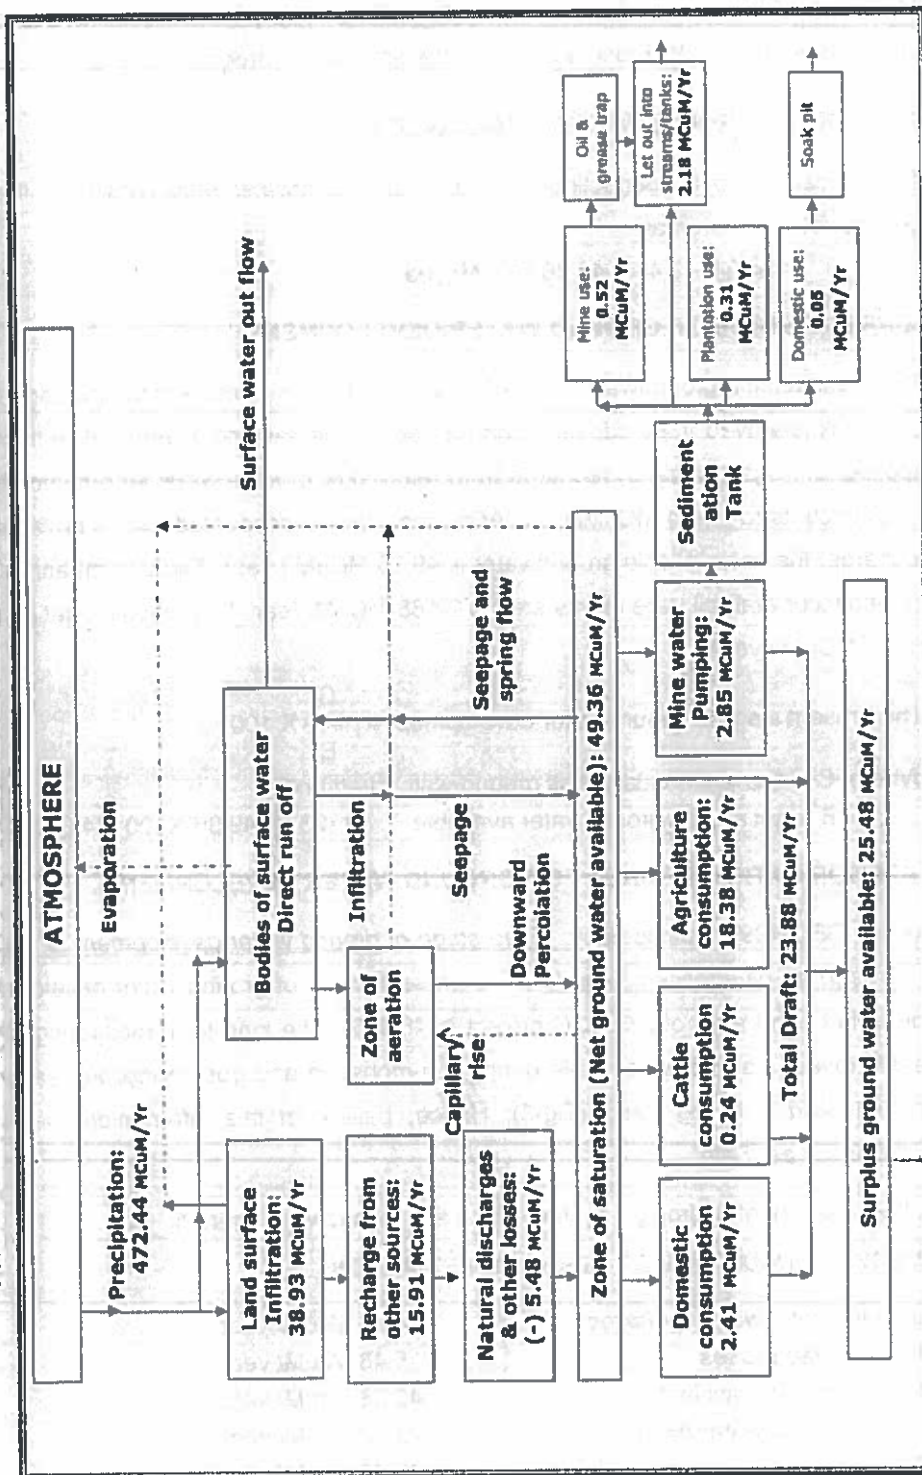 ATMOSPHERE
Precipitation:
472.44 MCuM/Yr
Evaporation
Land surface
Infiltration:
38.93 MCuM/Yr
Bodies of surface water
Direct run off
Surface water out flow
Recharge from
other sources:
15.91 MCuM/Yr
Zone of
aeration
Infiltration
Capillary
rise
Downward
Percolation
Seepage
Seepage and
spring flow
Natural discharges
& other losses:
(-) 5.48 MCuM/Yr
Zone of saturation (Net ground water available): 49.36 MCuM/Yr
Domestic
consumption
2.41 MCuM/Yr
Cattle
consumption
0.24 MCuM/Yr
Agriculture
consumption:
18.38 MCuM/Yr
Mine water
Pumping:
2.85 MCuM/Yr
Sediment
ation
Tank
Mine use:
0.52
MCuM/Yr
Oil &
grease trap
Let out into
streams/tanks:
2.18 MCuM/Yr
Plantation use:
0.31
MCuM/Yr
Domestic use:
MCuM/Yr
Soak pit
Total Draft: 23.88 MCuM/Yr
Surplus ground water available: 25.48 MCuM/Yr